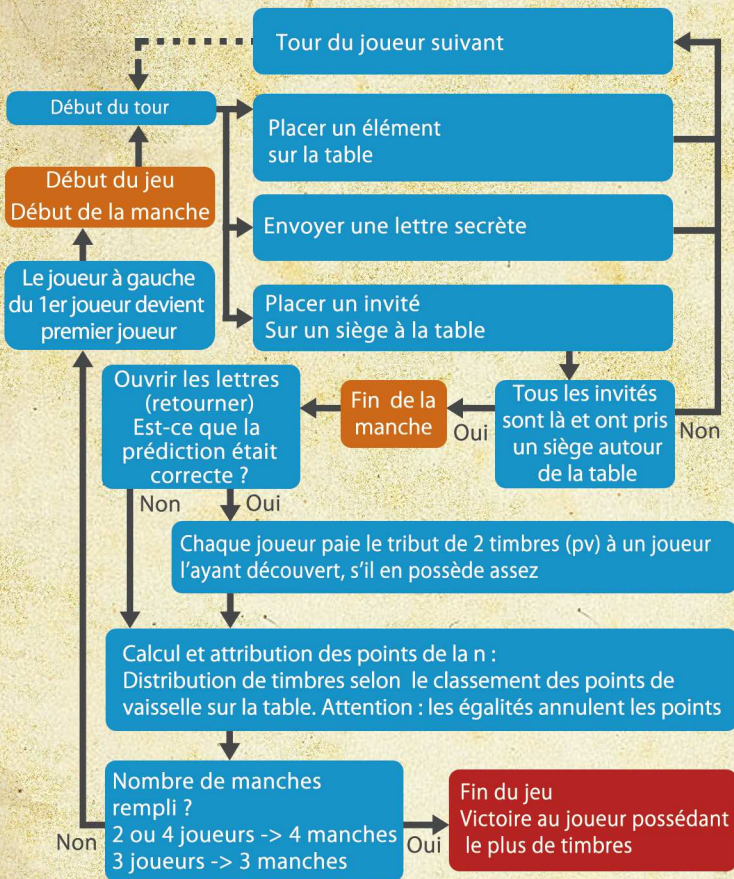 Tour du joueur suivant
Début du tour
Placer un élément
sur la table
Début du jeu
Début de la manche
Envoyer une lettre secrète
Le joueur à gauche
du 1er joueur devient
premier joueur
Placer un invité
Sur un siège à la table
Ouvrir les lettres
(retourner)
Est-ce que la
prédiction était
correcte ?
Fin de la
manche
Oui
Tous les invités
sont là et ont pris
un siège autour
de la table
Non
Non
Oui
Chaque joueur paie le tribut de 2 timbres (pv) à un joueur
l'ayant découvert, s'il en possède assez
Calcul et attribution des points de la n :
Distribution de timbres selon le classement des points de
vaisselle sur la table. Attention : les égalités annulent les points
Nombre de manches
rempli ?
2 ou 4 joueurs -> 4 manches
3 joueurs -> 3 manches
Non
Oui
Fin du jeu
Victoire au joueur possédant
le plus de timbres